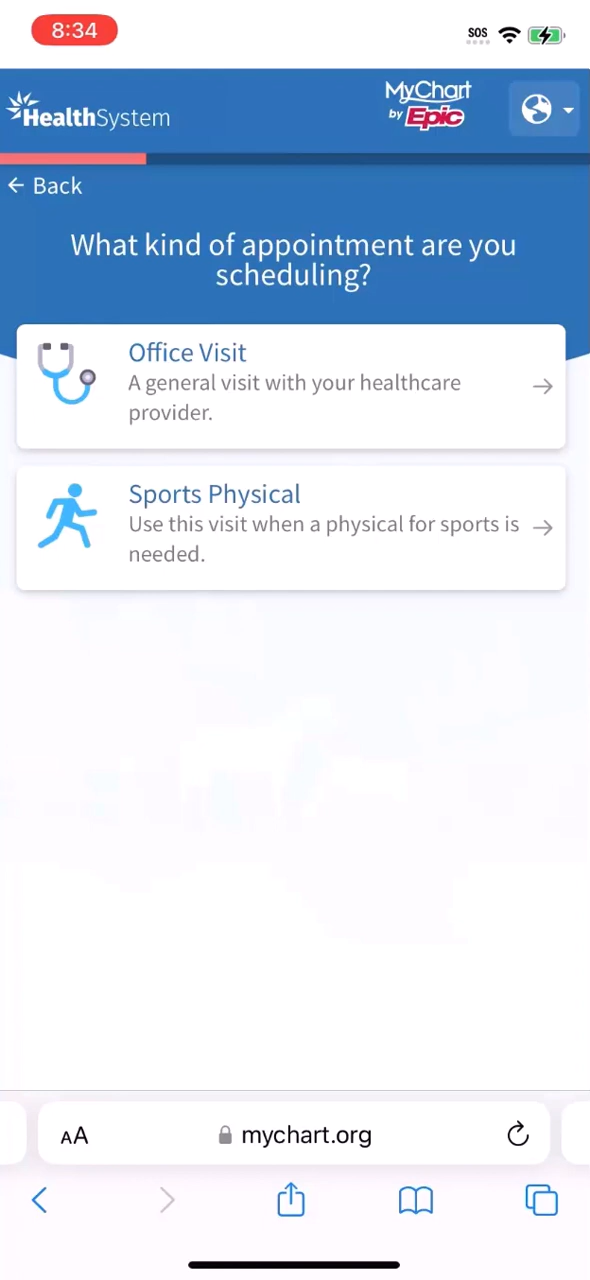 8:34
SOS
HealthSystem
MyChart
by Epic
← Back
What kind of appointment are you
scheduling?
Office Visit
A general visit with your healthcare
provider.
Sports Physical
Use this visit when a physical for sports is
needed.
AA
mychart.org